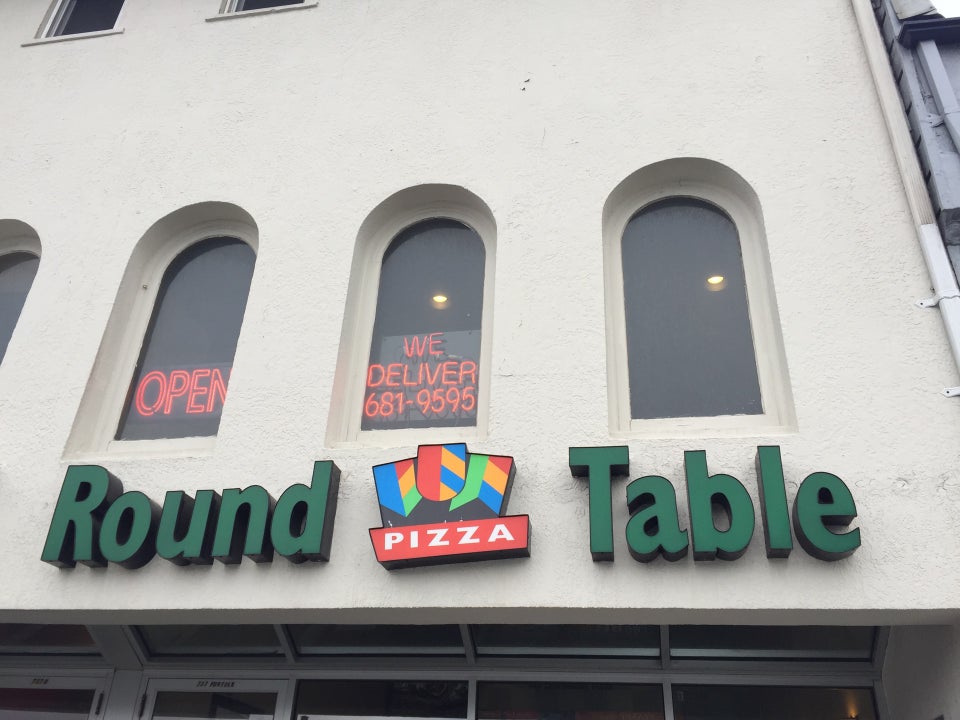 OPEN
WE
DELIVER
681-9595
Round PIZZA Table